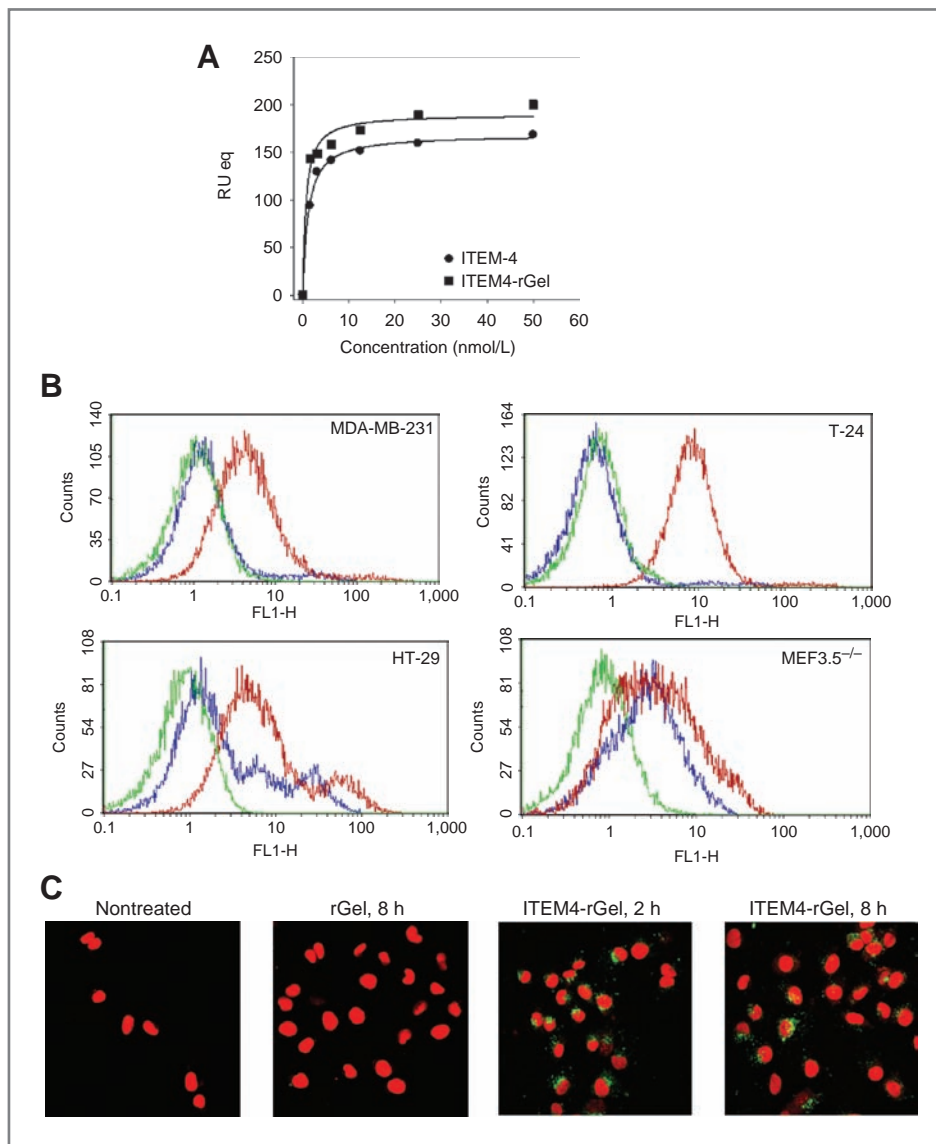 A
250
200
150
100
50
0
RU eq
ITEM-4
ITEM4-rGel
0 10 20 30 40 50 60
Concentration (nmol/L)
B
140
105
70
35
0
Counts
MDA-MB-231
0.1 1 10 100 1,000
FL1-H
164
123
82
41
0
Counts
T-24
0.1 1 10 100 1,000
FL1-H
108
81
54
27
0
Counts
HT-29
0.1 1 10 100 1,000
FL1-H
108
81
54
27
0
Counts
MEF3.5–/–
0.1 1 10 100 1,000
FL1-H
C
Nontreated rGel, 8 h ITEM4-rGel, 2 h ITEM4-rGel, 8 h